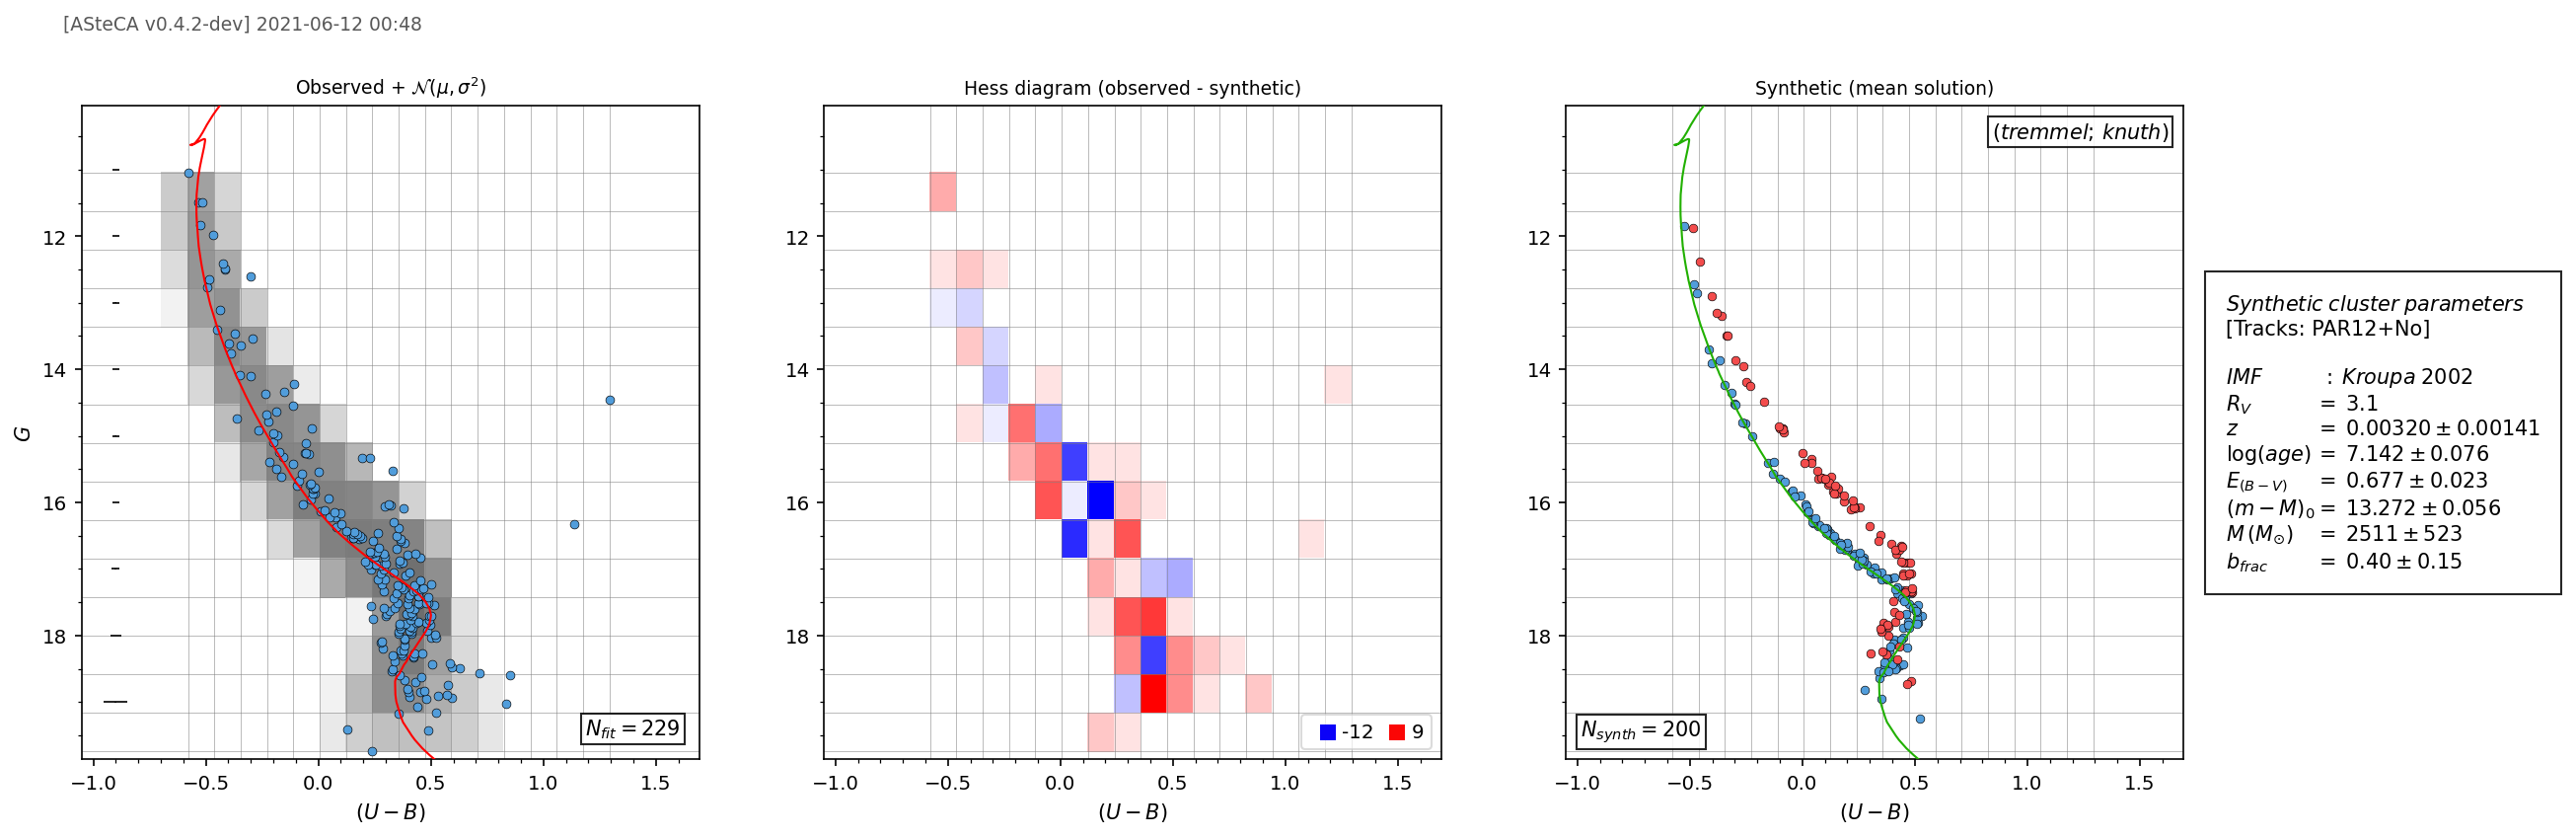 [ASteCA v0.4.2-dev] 2021-06-12 00:48
Observed + 𝒩(μ, σ²)
12
14
16
18
G
−1.0 −0.5 0.0 0.5 1.0 1.5
(U − B)
N_fit = 229
Hess diagram (observed - synthetic)
12
14
16
18
−1.0 −0.5 0.0 0.5 1.0 1.5
(U − B)
-12 9
Synthetic (mean solution)
(tremmel; knuth)
12
14
16
18
−1.0 −0.5 0.0 0.5 1.0 1.5
(U − B)
N_synth = 200
Synthetic cluster parameters
[Tracks: PAR12+No]
IMF : Kroupa 2002
R_V = 3.1
z = 0.00320 ± 0.00141
log(age) = 7.142 ± 0.076
E_(B−V) = 0.677 ± 0.023
(m − M)₀ = 13.272 ± 0.056
M (M_⊙) = 2511 ± 523
b_frac = 0.40 ± 0.15